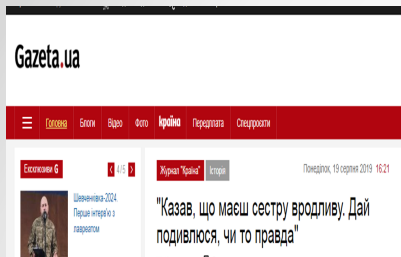 Gazeta.ua
Головна Блоги Відео Фото Країна Передплата Спецпроєкти
Ексклюзиви G 4/5
Журнал "Країна" Історія Понеділок, 19 серпня 2019 16:21
Шевченківка-2024.
Перше інтерв'ю з
лавреатом
"Казав, що маєш сестру вродливу. Дай
подивлюся, чи то правда"